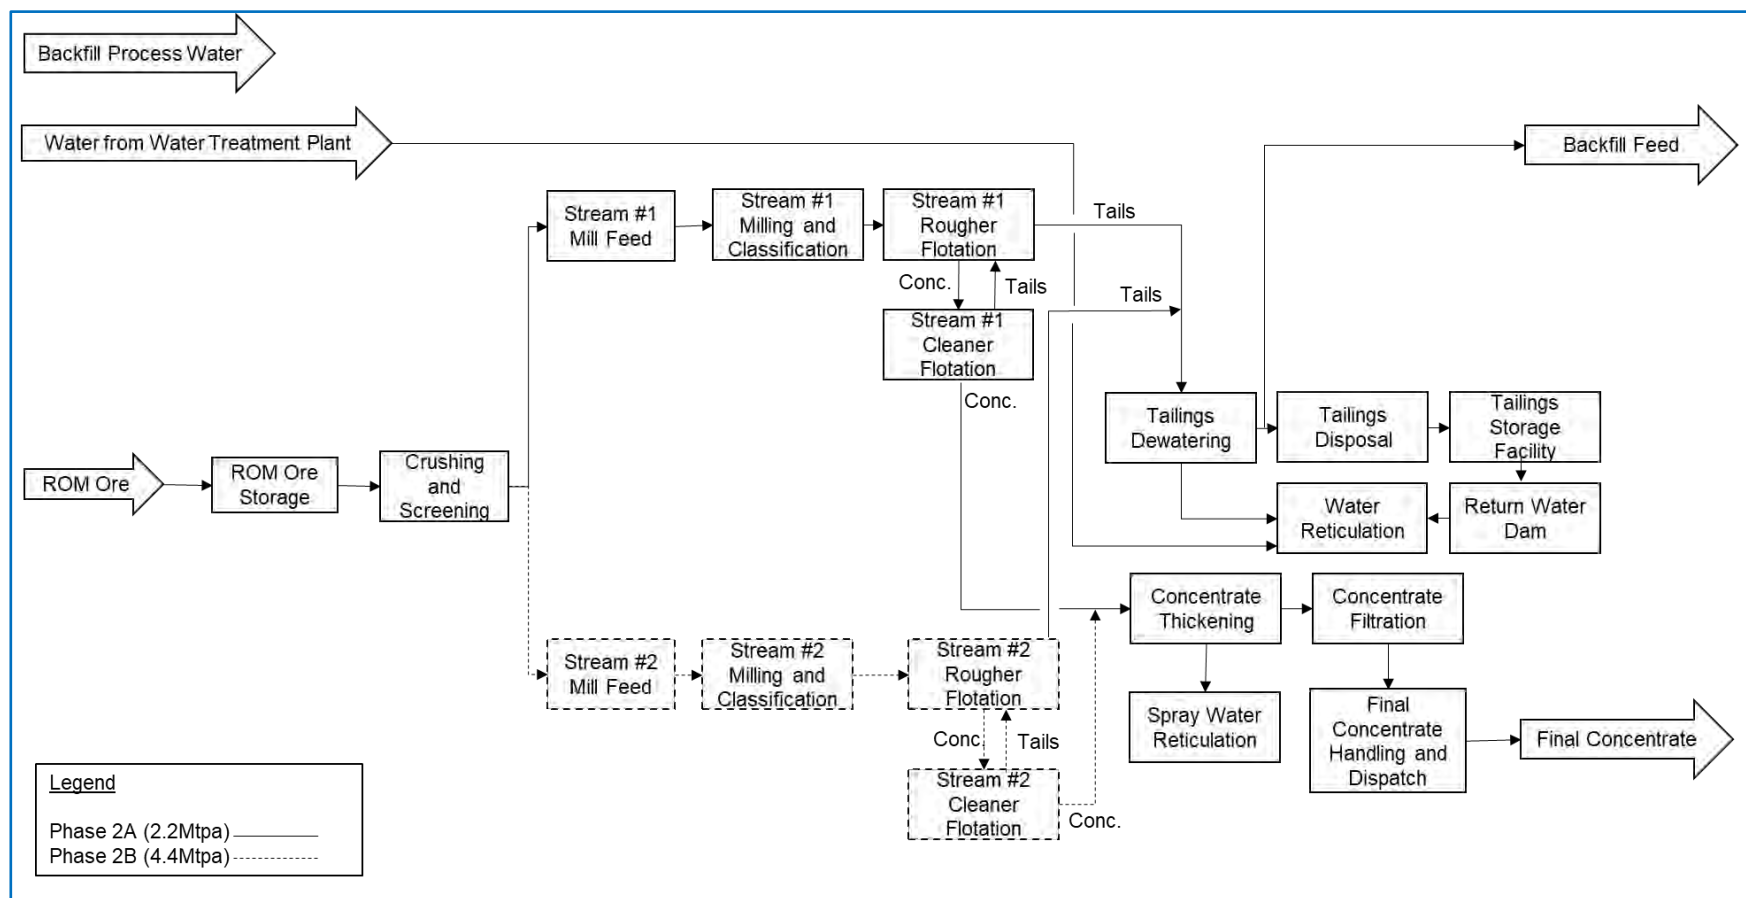 Backfill Process Water
Water from Water Treatment Plant
Backfill Feed
Stream #1
Mill Feed
Stream #1
Milling and
Classification
Stream #1
Rougher
Flotation
Tails
Conc.
Tails
Tails
Stream #1
Cleaner
Flotation
Conc.
Tailings
Dewatering
Tailings
Disposal
Tailings
Storage
Facility
ROM Ore
ROM Ore
Storage
Crushing
and
Screening
Water
Reticulation
Return Water
Dam
Concentrate
Thickening
Concentrate
Filtration
Stream #2
Mill Feed
Stream #2
Milling and
Classification
Stream #2
Rougher
Flotation
Spray Water
Reticulation
Final
Concentrate
Handling and
Dispatch
Final Concentrate
Conc.
Tails
Stream #2
Cleaner
Flotation
Conc.
Legend
Phase 2A (2.2Mtpa)
Phase 2B (4.4Mtpa)